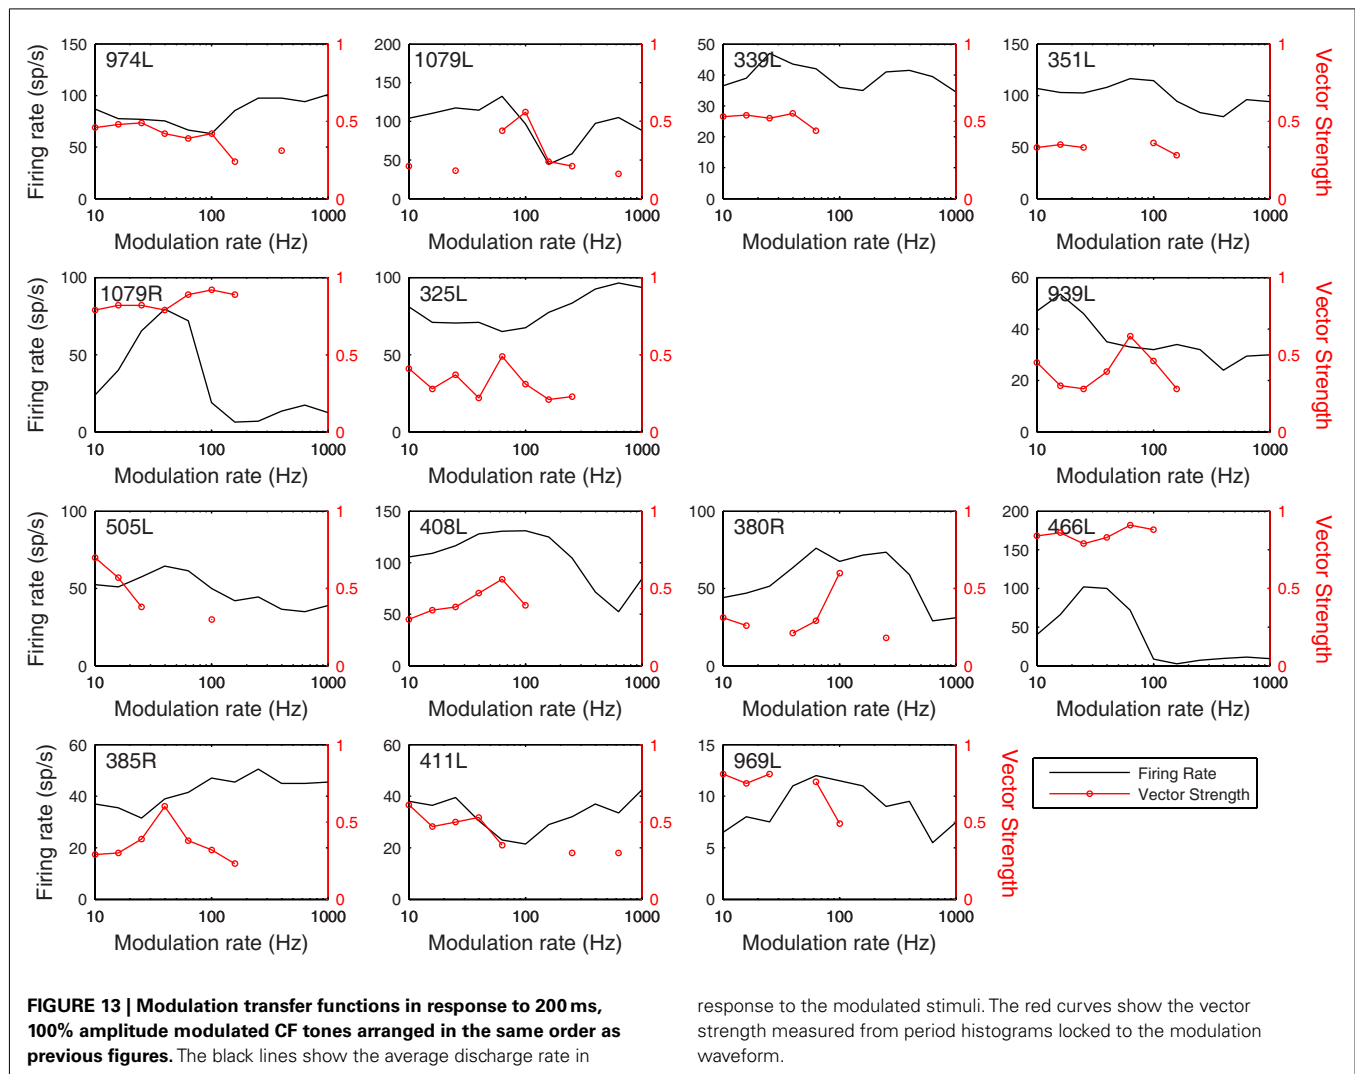 974L
1079L
339L
351L
Firing rate (sp/s)
Vector Strength
150
100
50
0
200
150
100
50
0
50
40
30
20
10
0
150
100
50
0
1
0.5
0
1
0.5
0
1
0.5
0
1
0.5
0
10 100 1000
10 100 1000
10 100 1000
10 100 1000
Modulation rate (Hz)
Modulation rate (Hz)
Modulation rate (Hz)
Modulation rate (Hz)
1079R
325L
939L
Firing rate (sp/s)
Vector Strength
100
50
0
100
50
0
60
40
20
0
1
0.5
0
1
0.5
0
1
0.5
0
10 100 1000
10 100 1000
10 100 1000
Modulation rate (Hz)
Modulation rate (Hz)
Modulation rate (Hz)
505L
408L
380R
466L
Firing rate (sp/s)
Vector Strength
100
50
0
150
100
50
0
100
50
0
200
150
100
50
0
1
0.5
0
1
0.5
0
1
0.5
0
1
0.5
0
10 100 1000
10 100 1000
10 100 1000
10 100 1000
Modulation rate (Hz)
Modulation rate (Hz)
Modulation rate (Hz)
Modulation rate (Hz)
385R
411L
969L
Firing rate (sp/s)
Vector Strength
60
40
20
0
60
40
20
0
15
10
5
0
1
0.5
0
1
0.5
0
1
0.5
0
10 100 1000
10 100 1000
10 100 1000
Modulation rate (Hz)
Modulation rate (Hz)
Modulation rate (Hz)
Firing Rate
Vector Strength
FIGURE 13 | Modulation transfer functions in response to 200 ms,
100% amplitude modulated CF tones arranged in the same order as
previous figures. The black lines show the average discharge rate in
response to the modulated stimuli. The red curves show the vector
strength measured from period histograms locked to the modulation
waveform.